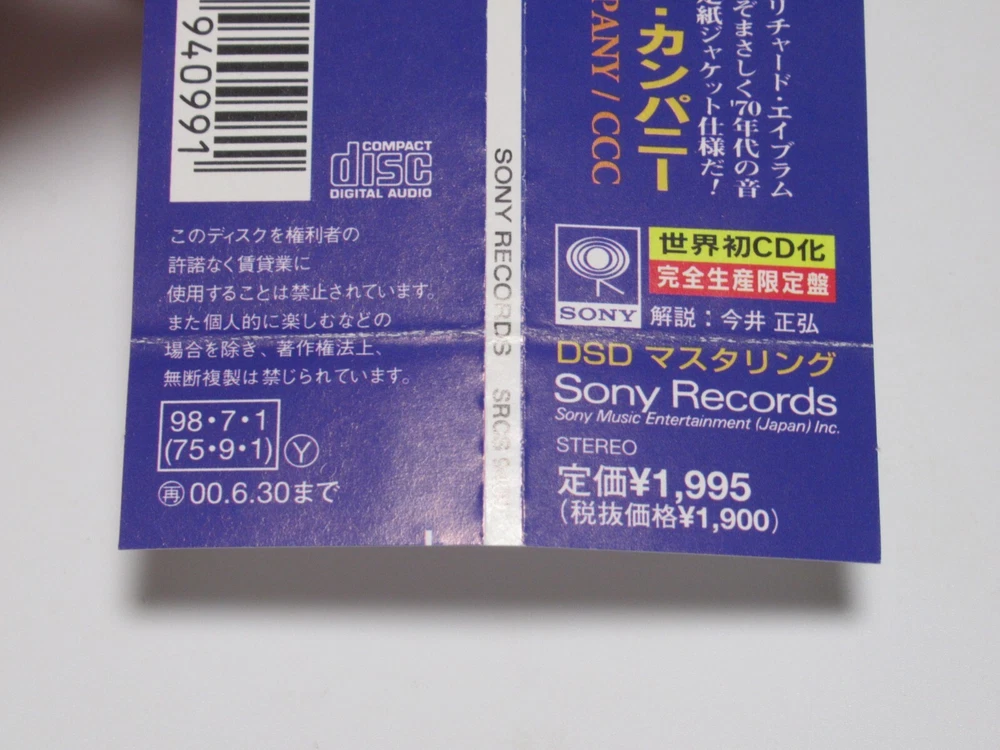 940991
COMPACT
disc
DIGITAL AUDIO
このディスクを権利者の
許諾なく賃貸業に
使用することは禁止されています。
また個人的に楽しむなどの
場合を除き、著作権法上、
無断複製は禁じられています。
98・7・1
(75・9・1)
Y
再 00.6.30まで
SONY RECORDS SRCS
リチャード・エイブラム
ぞまさしく'70年代の音
紙ジャケット仕様だ!
・カンパニー
PANY / CCC
SONY
世界初CD化
完全生産限定盤
解説:今井 正弘
DSD マスタリング
Sony Records
Sony Music Entertainment (Japan) Inc.
STEREO
定価¥1,995
(税抜価格¥1,900)